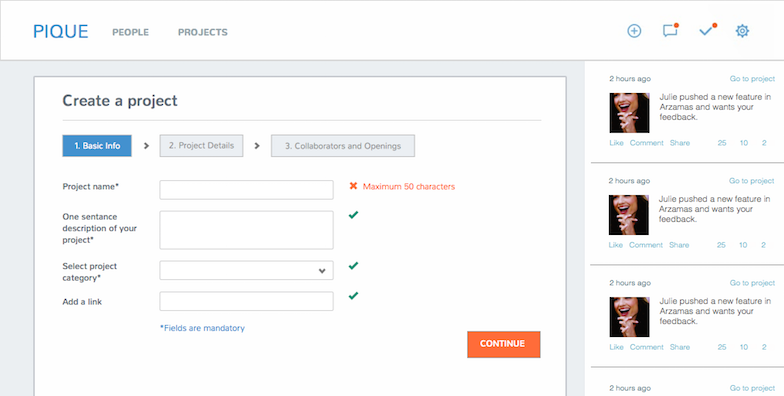 PIQUE PEOPLE PROJECTS
Create a project
1. Basic Info 2. Project Details 3. Collaborators and Openings
Project name*
Maximum 50 characters
One sentence
description of your
project*
Select project
category*
Add a link
*Fields are mandatory
CONTINUE
2 hours ago Go to project
Julie pushed a new feature in
Arzamas and wants your
feedback.
Like Comment Share 25 10 2
2 hours ago Go to project
Julie pushed a new feature in
Arzamas and wants your
feedback.
Like Comment Share 25 10 2
2 hours ago Go to project
Julie pushed a new feature in
Arzamas and wants your
feedback.
Like Comment Share 25 10 2
2 hours ago Go to project